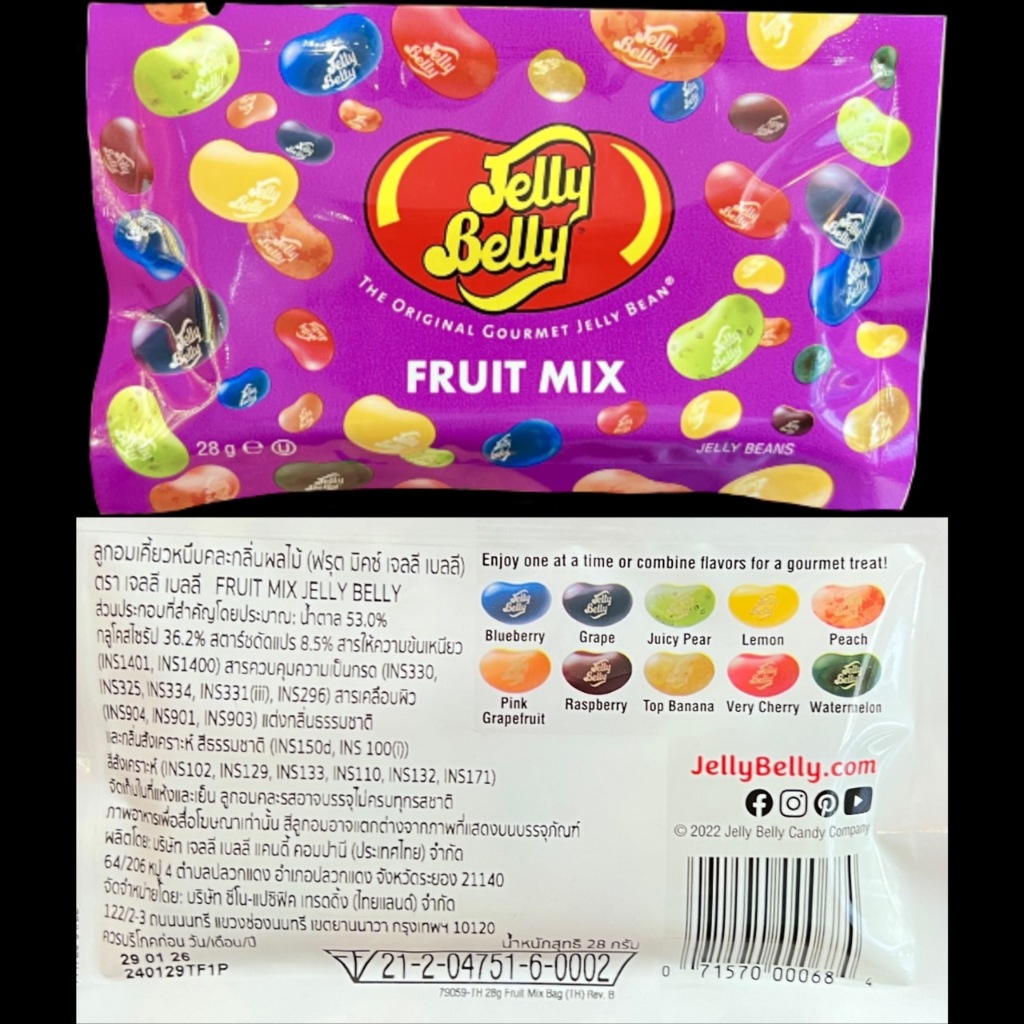 Jelly
Belly
THE ORIGINAL GOURMET JELLY BEAN®
FRUIT MIX
28 g ℮ Ⓤ
JELLY BEANS
ลูกอมเคี้ยวหนึบคละกลิ่นผลไม้ (ฟรุต มิคซ์ เจลลี่ เบลลี่)
ตรา เจลลี่ เบลลี่ FRUIT MIX JELLY BELLY
ส่วนประกอบที่สำคัญโดยประมาณ: น้ำตาล 53.0%
กลูโคสไซรัป 36.2% สตาร์ชดัดแปร 8.5% สารให้ความข้นเหนียว
(INS1401, INS1400) สารควบคุมความเป็นกรด (INS330,
INS325, INS334, INS331(iii), INS296) สารเคลือบผิว
(INS904, INS901, INS903) แต่งกลิ่นธรรมชาติ
และกลิ่นสังเคราะห์ สีธรรมชาติ (INS150d, INS 100(i))
สีสังเคราะห์ (INS102, INS129, INS133, INS110, INS132, INS171)
จัดเก็บในที่แห้งและเย็น ลูกอมคละรสอาจบรรจุไม่ครบทุกรสชาติ
ภาพอาหารเพื่อสื่อโฆษณาเท่านั้น สีลูกอมอาจแตกต่างจากภาพที่แสดงบนบรรจุภัณฑ์
ผลิตโดย: บริษัท เจลลี่ เบลลี่ แคนดี้ คอมปานี (ประเทศไทย) จำกัด
64/206 หมู่ 4 ตำบลปลวกแดง อำเภอปลวกแดง จังหวัดระยอง 21140
จัดจำหน่ายโดย: บริษัท ซีโน-แปซิฟิค เทรดดิ้ง (ไทยแลนด์) จำกัด
122/2-3 ถนนนนทรี แขวงช่องนนทรี เขตยานนาวา กรุงเทพฯ 10120
ควรบริโภคก่อน วัน/เดือน/ปี
29 01 26
240129TF1P
น้ำหนักสุทธิ 28 กรัม
21-2-04751-6-0002
79059-TH 28g Fruit Mix Bag (TH) Rev. B
Enjoy one at a time or combine flavors for a gourmet treat!
Blueberry Grape Juicy Pear Lemon Peach
Pink Grapefruit Raspberry Top Banana Very Cherry Watermelon
JellyBelly.com
© 2022 Jelly Belly Candy Company
0 71570 00068 4